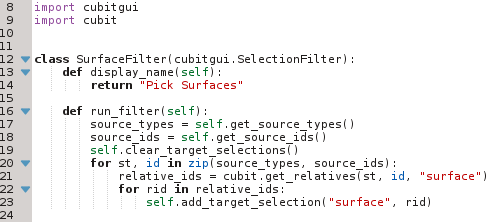 8 import cubitgui
9 import cubit
10
11
12 class SurfaceFilter(cubitgui.SelectionFilter):
13     def display_name(self):
14         return "Pick Surfaces"
15
16     def run_filter(self):
17         source_types = self.get_source_types()
18         source_ids = self.get_source_ids()
19         self.clear_target_selections()
20         for st, id in zip(source_types, source_ids):
21             relative_ids = cubit.get_relatives(st, id, "surface")
22             for rid in relative_ids:
23                 self.add_target_selection("surface", rid)
24